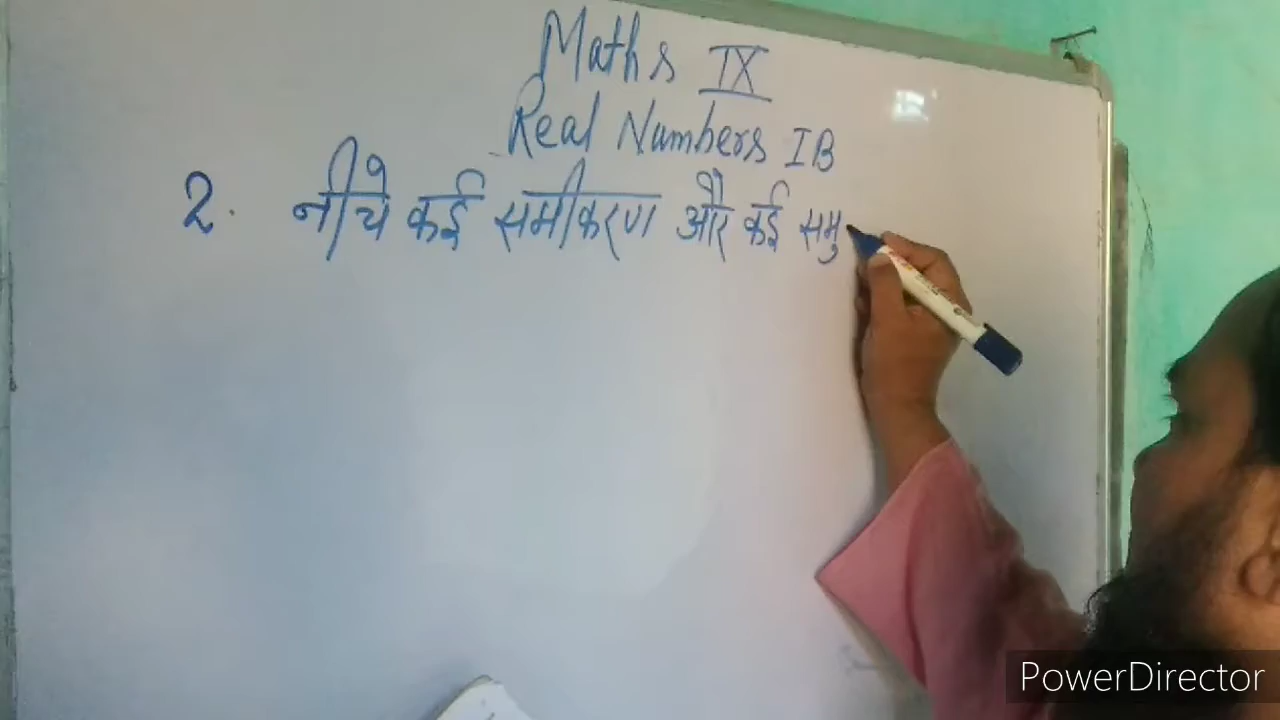 Maths IX
Real Numbers IB
2. नीचे कई समीकरण और कई समु
PowerDirector